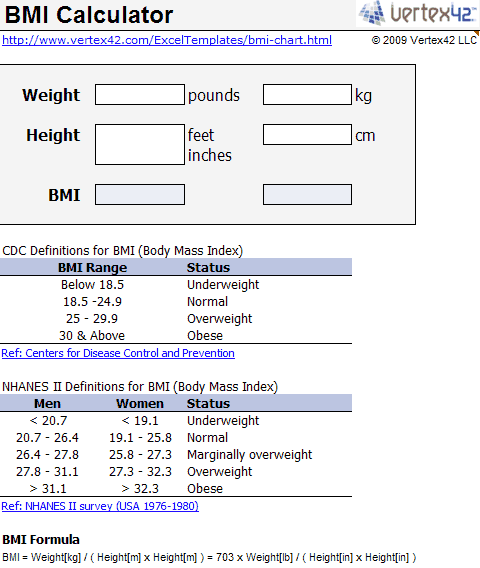 BMI Calculator vertex42
http://www.vertex42.com/ExcelTemplates/bmi-chart.html © 2009 Vertex42 LLC
Weight pounds kg
Height feet cm
inches
BMI
CDC Definitions for BMI (Body Mass Index)
BMI Range Status
Below 18.5 Underweight
18.5 -24.9 Normal
25 - 29.9 Overweight
30 & Above Obese
Ref: Centers for Disease Control and Prevention
NHANES II Definitions for BMI (Body Mass Index)
Men Women Status
< 20.7 < 19.1 Underweight
20.7 - 26.4 19.1 - 25.8 Normal
26.4 - 27.8 25.8 - 27.3 Marginally overweight
27.8 - 31.1 27.3 - 32.3 Overweight
> 31.1 > 32.3 Obese
Ref: NHANES II survey (USA 1976-1980)
BMI Formula
BMI = Weight[kg] / ( Height[m] x Height[m] ) = 703 x Weight[lb] / ( Height[in] x Height[in] )